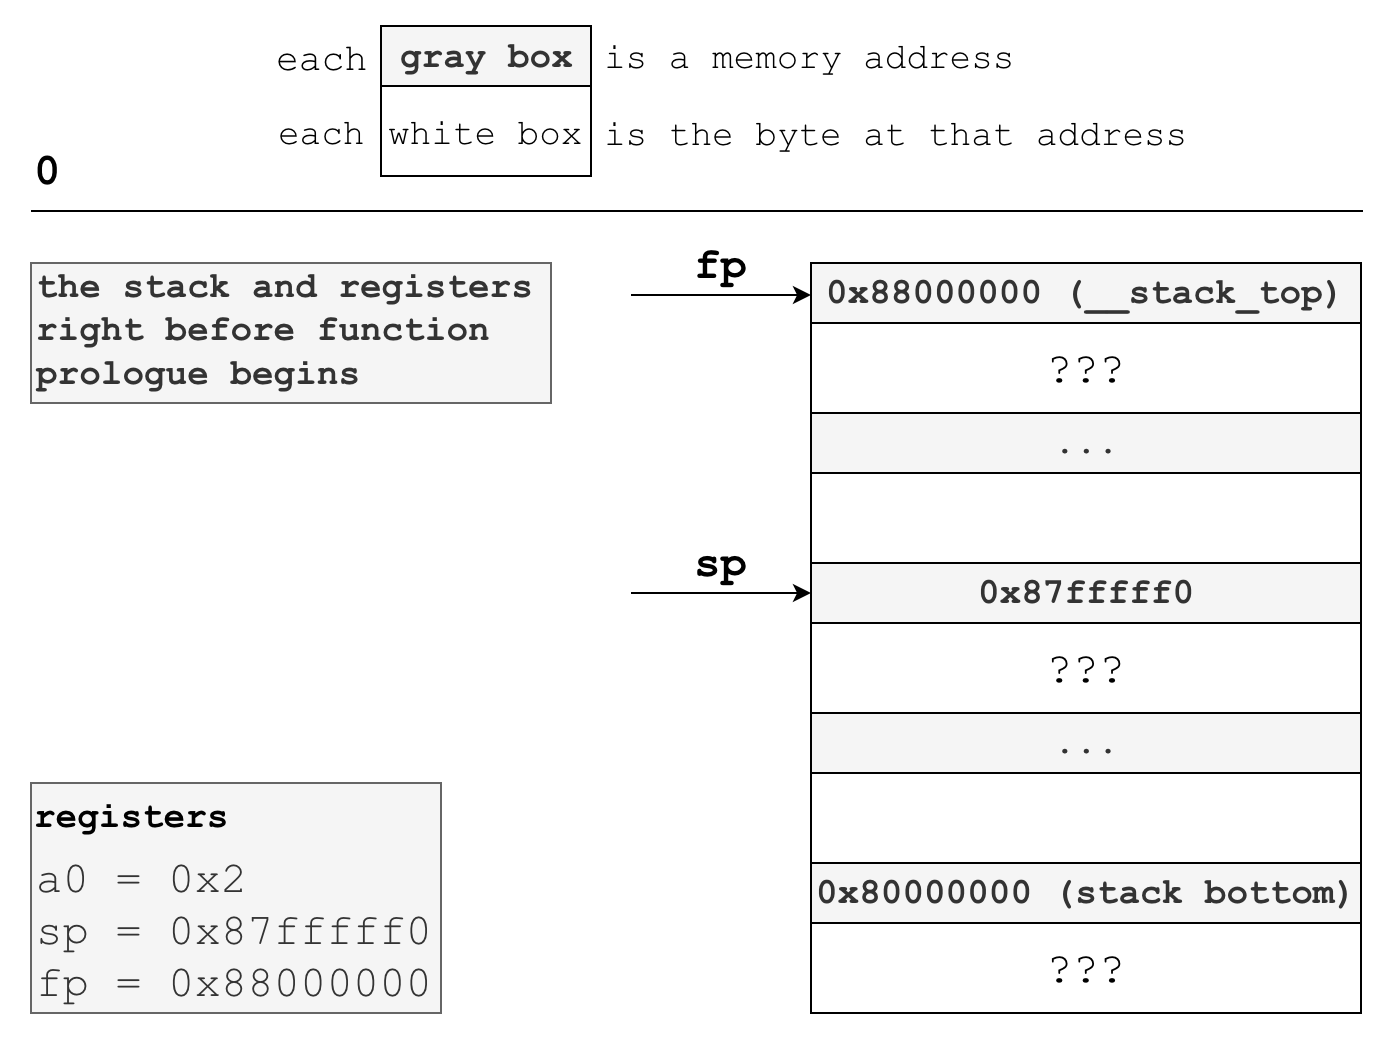 each gray box is a memory address
each white box is the byte at that address
0
the stack and registers
right before function
prologue begins
fp
0x88000000 (__stack_top)
???
...
sp
0x87fffff0
???
...
registers
a0 = 0x2
sp = 0x87fffff0
fp = 0x88000000
0x80000000 (stack bottom)
???